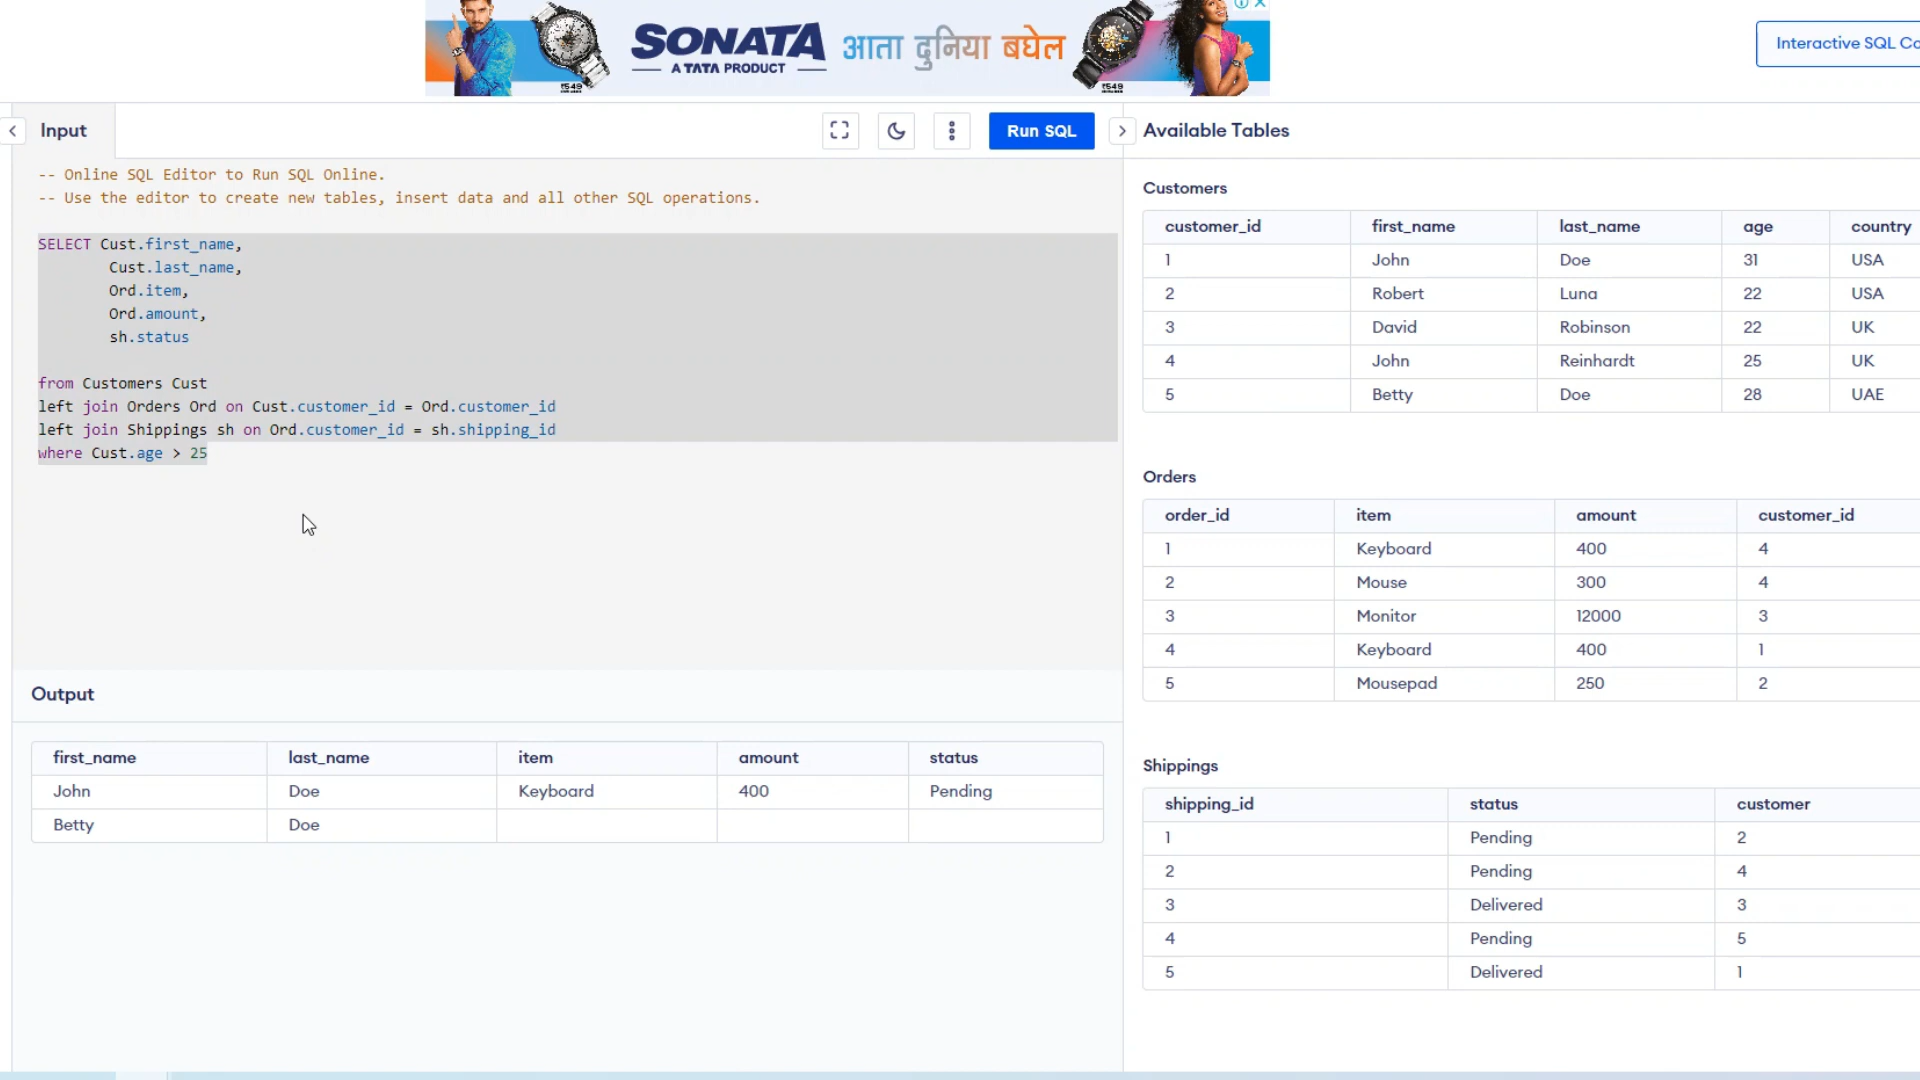 SONATA
A TATA PRODUCT
आता दुनिया बघेल
₹549
₹549
Interactive SQL Co
Input
Run SQL
Available Tables
-- Online SQL Editor to Run SQL Online.
-- Use the editor to create new tables, insert data and all other SQL operations.
SELECT Cust.first_name,
Cust.last_name,
Ord.item,
Ord.amount,
sh.status
from Customers Cust
left join Orders Ord on Cust.customer_id = Ord.customer_id
left join Shippings sh on Ord.customer_id = sh.shipping_id
where Cust.age > 25
Output
first_name last_name item amount status
John Doe Keyboard 400 Pending
Betty Doe
Customers
customer_id first_name last_name age country
1 John Doe 31 USA
2 Robert Luna 22 USA
3 David Robinson 22 UK
4 John Reinhardt 25 UK
5 Betty Doe 28 UAE
Orders
order_id item amount customer_id
1 Keyboard 400 4
2 Mouse 300 4
3 Monitor 12000 3
4 Keyboard 400 1
5 Mousepad 250 2
Shippings
shipping_id status customer
1 Pending 2
2 Pending 4
3 Delivered 3
4 Pending 5
5 Delivered 1